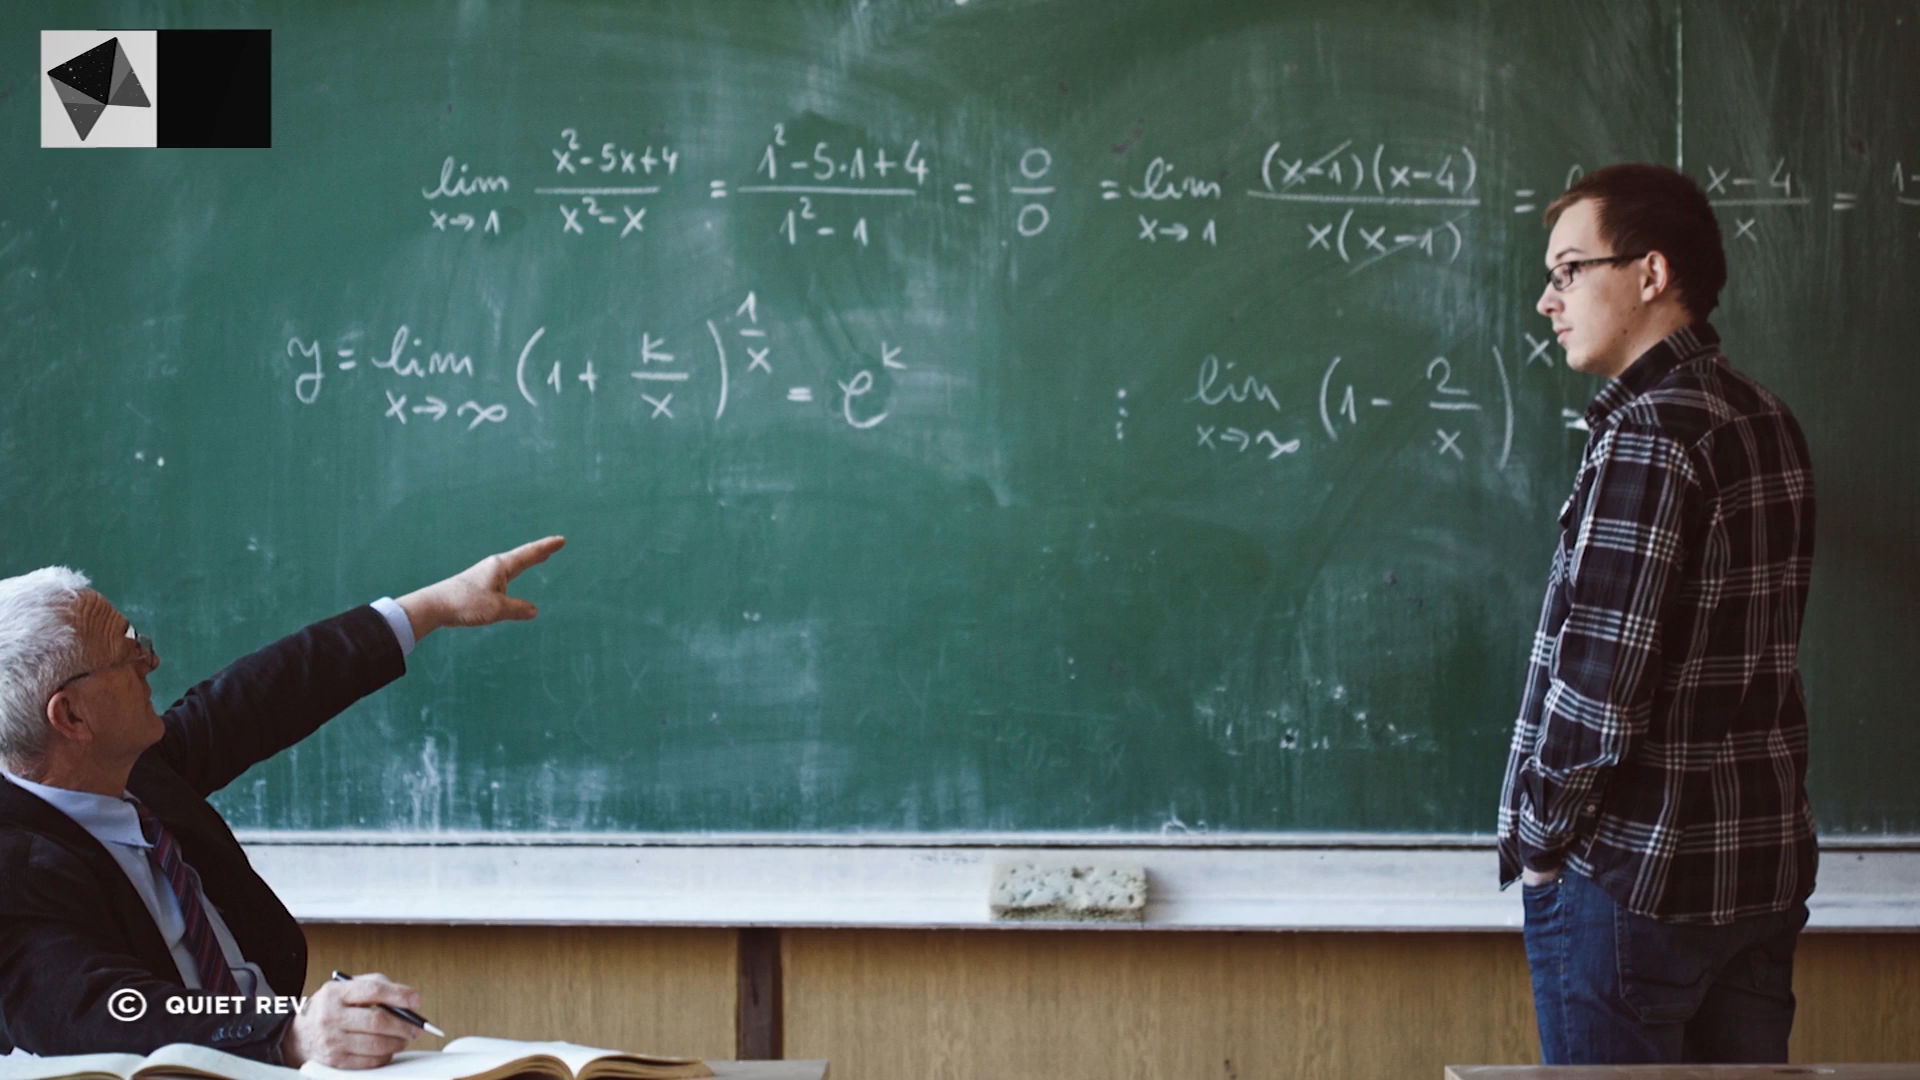 lim x→1 x²-5x+4 / x²-x = 1²-5·1+4 / 1²-1 = 0/0 = lim x→1 (x-1)(x-4) / x(x-1) = x-4 / x =
y = lim x→∞ (1 + k/x)^1/x = e^k : lim x→∞ (1 - 2/x)^x =
© QUIET REV